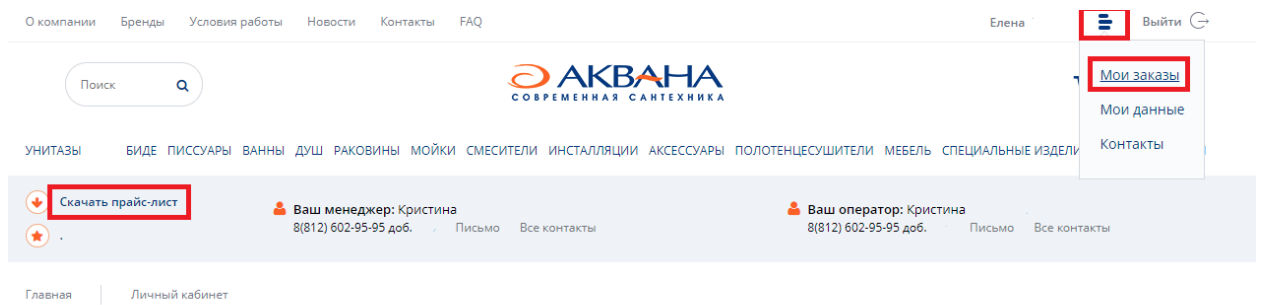 О компании Бренды Условия работы Новости Контакты FAQ Елена Выйти
Поиск
АКВАНА
СОВРЕМЕННАЯ САНТЕХНИКА
Мои заказы
Мои данные
Контакты
УНИТАЗЫ БИДЕ ПИССУАРЫ ВАННЫ ДУШ РАКОВИНЫ МОЙКИ СМЕСИТЕЛИ ИНСТАЛЛЯЦИИ АКСЕССУАРЫ ПОЛОТЕНЦЕСУШИТЕЛИ МЕБЕЛЬ СПЕЦИАЛЬНЫЕ ИЗДЕЛИ
Скачать прайс-лист
Ваш менеджер: Кристина
8(812) 602-95-95 доб. Письмо Все контакты
Ваш оператор: Кристина
8(812) 602-95-95 доб. Письмо Все контакты
Главная Личный кабинет